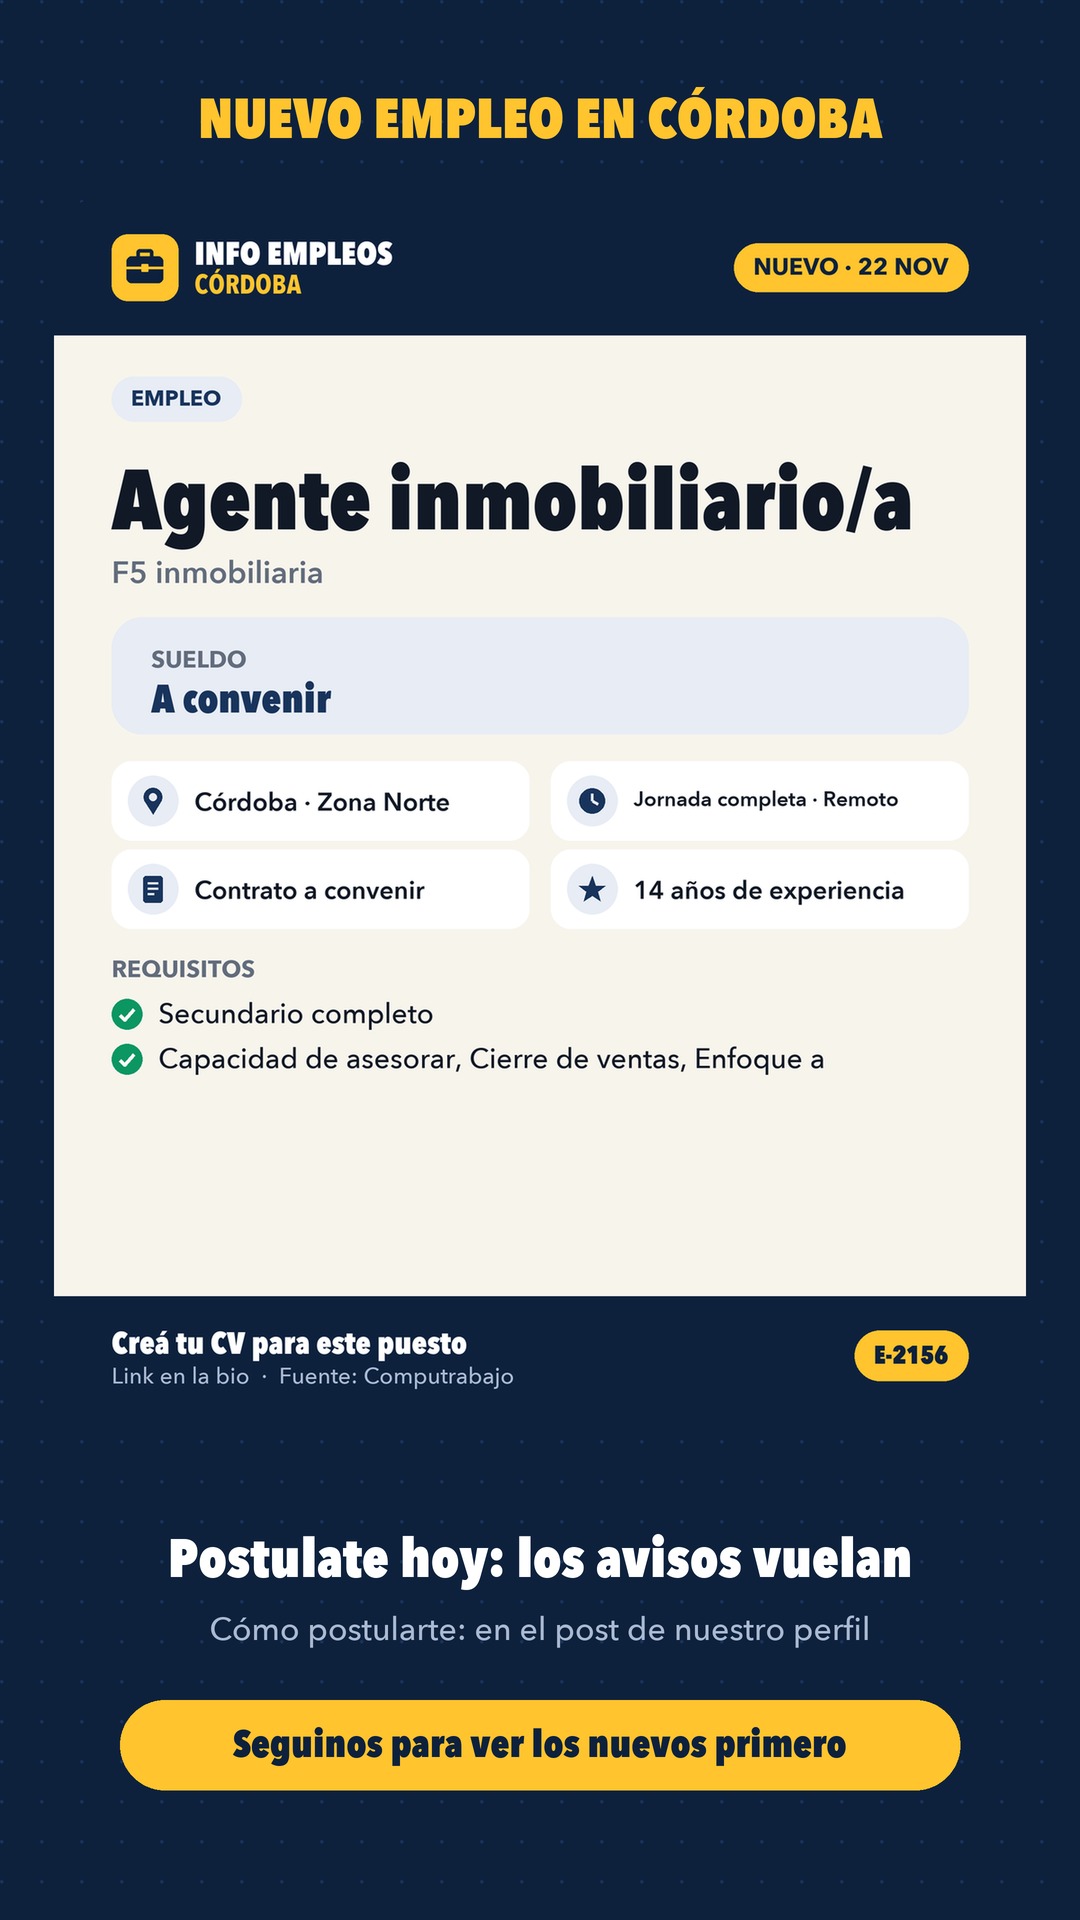 NUEVO EMPLEO EN CÓRDOBA
INFO EMPLEOS
CÓRDOBA
NUEVO · 22 NOV
EMPLEO
Agente inmobiliario/a
F5 inmobiliaria
SUELDO
A convenir
Córdoba · Zona Norte
Jornada completa · Remoto
Contrato a convenir
14 años de experiencia
REQUISITOS
Secundario completo
Capacidad de asesorar, Cierre de ventas, Enfoque a
Creá tu CV para este puesto
Link en la bio · Fuente: Computrabajo
E-2156
Postulate hoy: los avisos vuelan
Cómo postularte: en el post de nuestro perfil
Seguinos para ver los nuevos primero